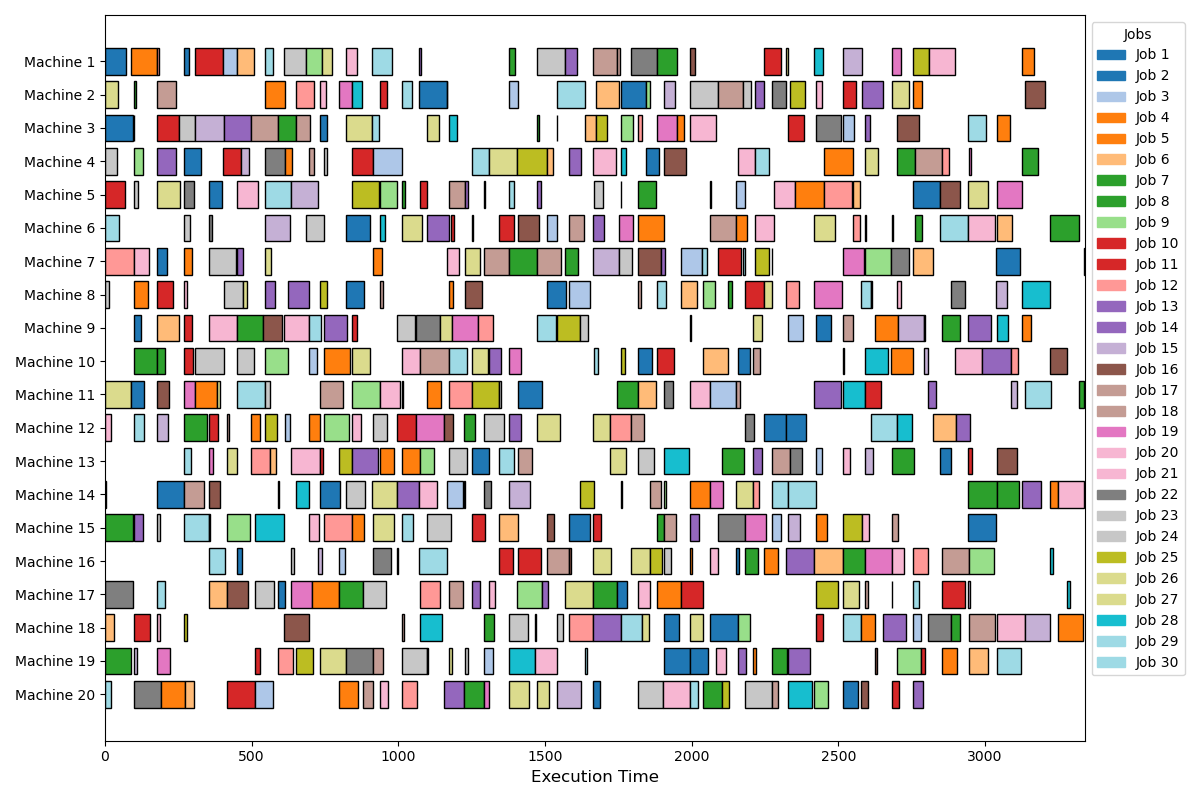 Machine 1
Machine 2
Machine 3
Machine 4
Machine 5
Machine 6
Machine 7
Machine 8
Machine 9
Machine 10
Machine 11
Machine 12
Machine 13
Machine 14
Machine 15
Machine 16
Machine 17
Machine 18
Machine 19
Machine 20
0 500 1000 1500 2000 2500 3000
Execution Time
Jobs
Job 1
Job 2
Job 3
Job 4
Job 5
Job 6
Job 7
Job 8
Job 9
Job 10
Job 11
Job 12
Job 13
Job 14
Job 15
Job 16
Job 17
Job 18
Job 19
Job 20
Job 21
Job 22
Job 23
Job 24
Job 25
Job 26
Job 27
Job 28
Job 29
Job 30